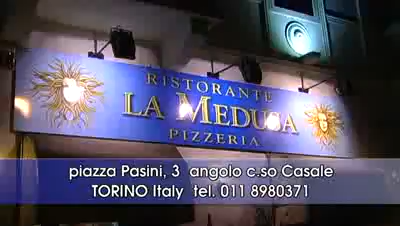 RISTORANTE
LA MEDUSA
PIZZERIA
piazza Pasini, 3 angolo c.so Casale
TORINO Italy tel. 011 8980371